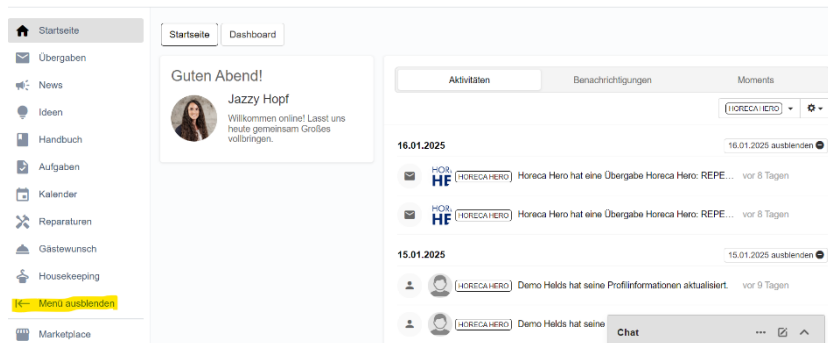 Startseite
Übergaben
News
Ideen
Handbuch
Aufgaben
Kalender
Reparaturen
Gästewunsch
Housekeeping
Menü ausblenden
Marketplace
Startseite
Dashboard
Guten Abend!
Jazzy Hopf
Willkommen online! Lasst uns
heute gemeinsam Großes
vollbringen.
Aktivitäten
Benachrichtigungen
Moments
HORECA HERO
16.01.2025
16.01.2025 ausblenden
HOR
HE
HORECA HERO Horeca Hero hat eine Übergabe Horeca Hero: REPE... vor 8 Tagen
HOR
HE
HORECA HERO Horeca Hero hat eine Übergabe Horeca Hero: REPE... vor 8 Tagen
15.01.2025
15.01.2025 ausblenden
HORECA HERO Demo Helds hat seine Profilinformationen aktualisiert. vor 9 Tagen
HORECA HERO Demo Helds hat seine
Chat